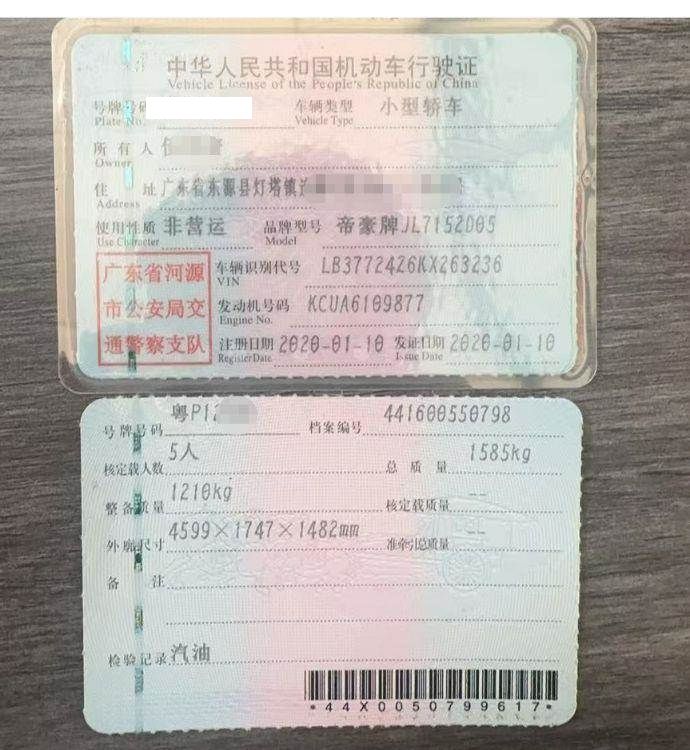 中华人民共和国机动车行驶证
Vehicle License of the People's Republic of China
号牌号码
Plate No.
车辆类型 小型轿车
Vehicle Type
所有人
Owner
住址 广东省东源县灯塔镇
Address
使用性质 非营运 品牌型号 帝豪牌JL7152D05
Use Character Model
广东省河源
市公安局交
通警察支队
车辆识别代号 LB37724Z6KX263236
VIN
发动机号码 KCUA6109877
Engine No.
注册日期 2020-01-10 发证日期 2020-01-10
Register Date Issue Date
号牌号码 粤P12 档案编号 441600550798
核定载人数 5人 总质量 1585kg
整备质量 1210kg 核定载质量 --
外廓尺寸 4599×1747×1482mm 准牵引总质量 --
备注
检验记录 汽油
*44X0050799617*